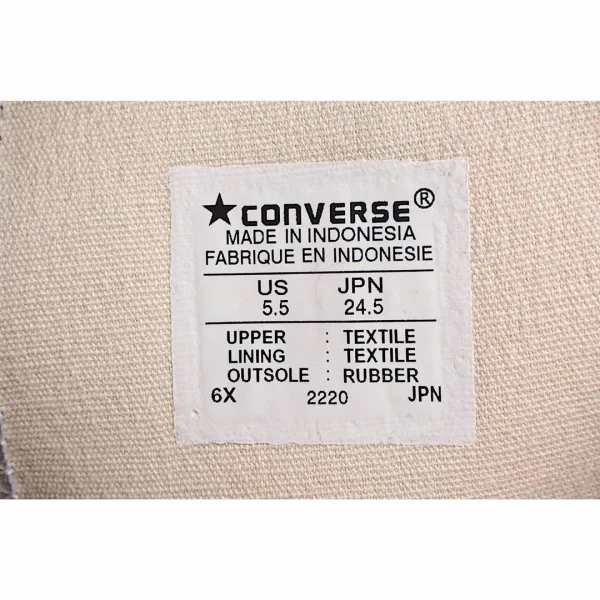 ★CONVERSE®
MADE IN INDONESIA
FABRIQUE EN INDONESIE
US JPN
5.5 24.5
UPPER : TEXTILE
LINING : TEXTILE
OUTSOLE : RUBBER
6X 2220 JPN